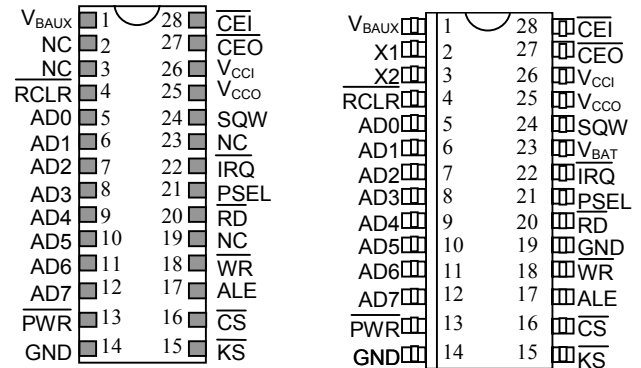 VBAUX 1 28 CEI
NC 2 27 CEO
NC 3 26 VCCI
RCLR 4 25 VCCO
AD0 5 24 SQW
AD1 6 23 NC
AD2 7 22 IRQ
AD3 8 21 PSEL
AD4 9 20 RD
AD5 10 19 NC
AD6 11 18 WR
AD7 12 17 ALE
PWR 13 16 CS
GND 14 15 KS
VBAUX 1 28 CEI
X1 2 27 CEO
X2 3 26 VCCI
RCLR 4 25 VCCO
AD0 5 24 SQW
AD1 6 23 VBAT
AD2 7 22 IRQ
AD3 8 21 PSEL
AD4 9 20 RD
AD5 10 19 GND
AD6 11 18 WR
AD7 12 17 ALE
PWR 13 16 CS
GND 14 15 KS